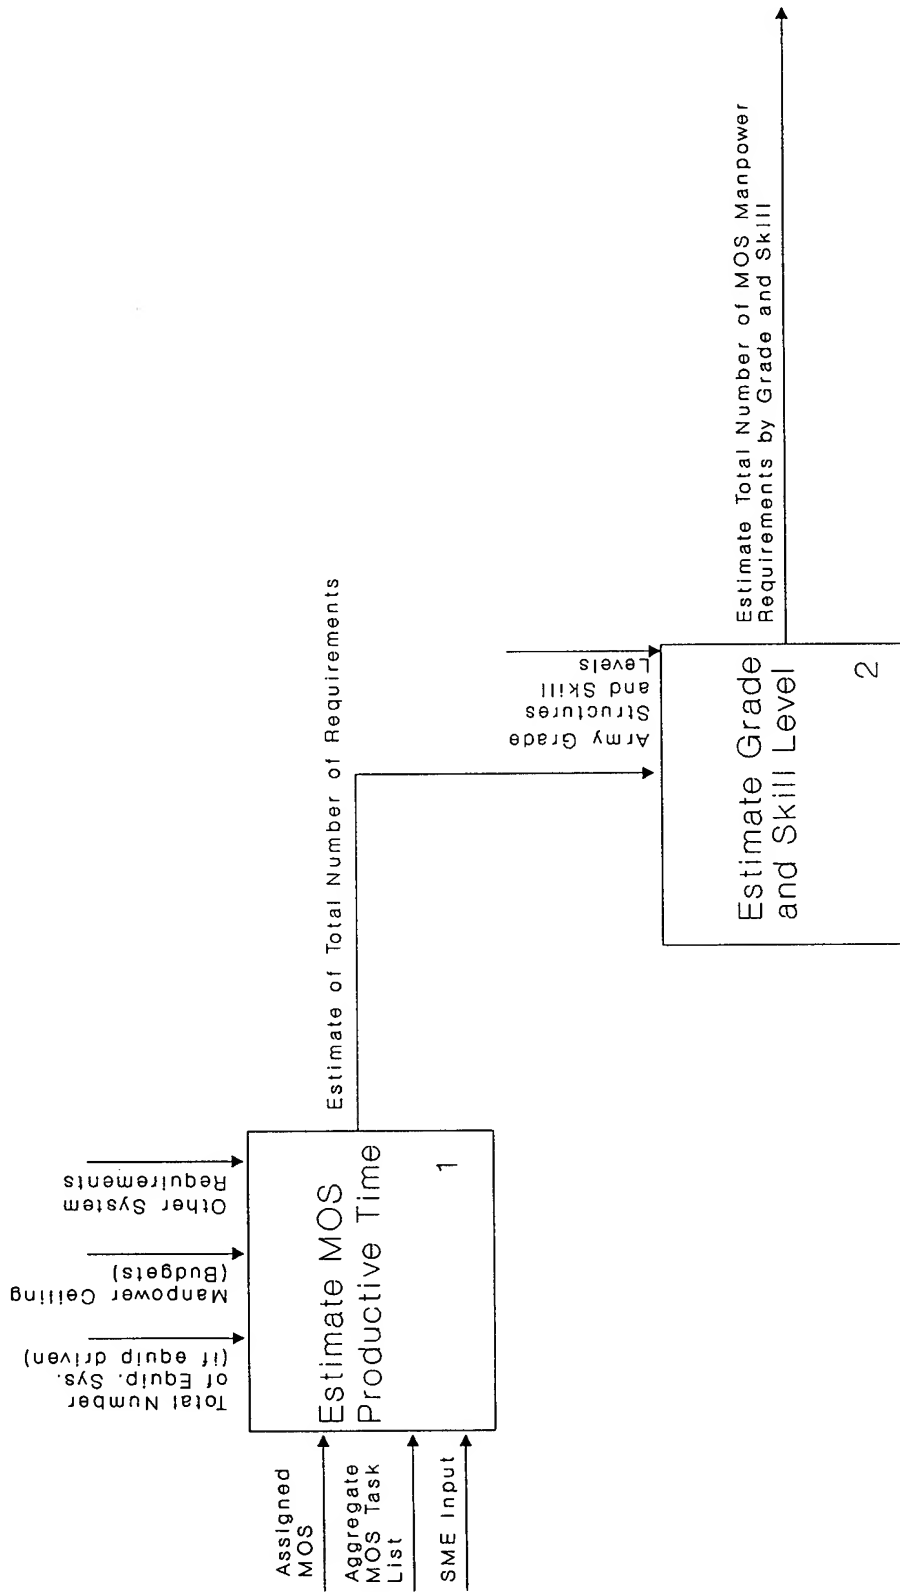 Total Number
of Equip. Sys.
(if equip driven)
Manpower Ceiling
(Budgets)
Other System
Requirements
Assigned
MOS
Aggregate
MOS Task
List
SME Input
Estimate MOS
Productive Time
1
Estimate of Total Number of Requirements
Army Grade
Structures
and Skill
Levels
Estimate Grade
and Skill Level
2
Estimate Total Number of MOS Manpower
Requirements by Grade and Skill